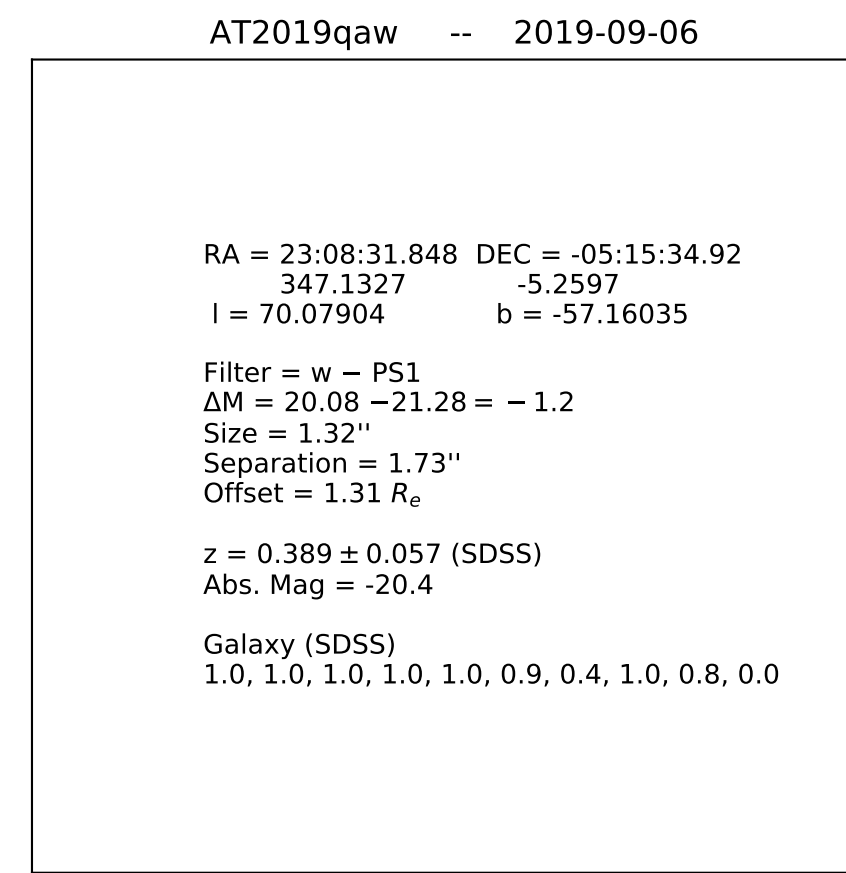 AT2019qaw -- 2019-09-06
RA = 23:08:31.848 DEC = -05:15:34.92
347.1327 -5.2597
l = 70.07904 b = -57.16035
Filter = w − PS1
ΔM = 20.08 −21.28 = − 1.2
Size = 1.32''
Separation = 1.73''
Offset = 1.31 Rₑ
z = 0.389 ± 0.057 (SDSS)
Abs. Mag = -20.4
Galaxy (SDSS)
1.0, 1.0, 1.0, 1.0, 1.0, 0.9, 0.4, 1.0, 0.8, 0.0